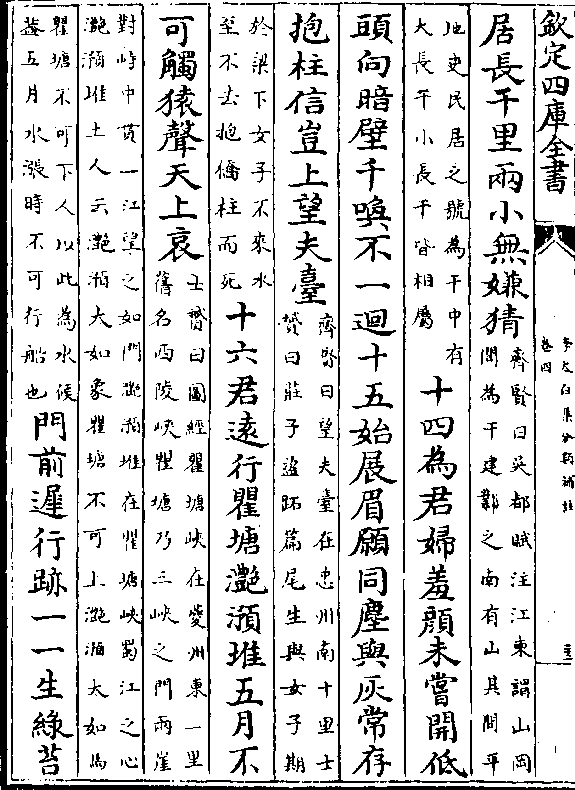 欽定四庫全書
李太白集分類補註
卷四
居長干里兩小無嫌猜齊賢曰吳都賦注江東謂山岡
間為干建鄴之南有山其間平
地吏民居之號為干中有
大長干小長干皆相屬
十四為君婦羞顏未嘗開低
頭向暗壁千喚不一迴十五始展眉願同塵與灰常存
抱柱信豈上望夫臺齊賢曰望夫臺在忠州南十里士
贇曰莊子盜跖篇尾生與女子期
於梁下女子不來水
至不去抱橋柱而死
十六君遠行瞿塘灔澦堆五月不
可觸猿聲天上哀士贇曰圖經瞿塘峽在夔州東一里
舊名西陵峽瞿塘乃三峽之門兩崖
對峙中貫一江望之如門灔澦堆在瞿塘峽蜀江之心
灔澦堆土人云灔澦大如象瞿塘不可上灔澦大如馬
瞿塘不可下人以此為水候
葢五月水漲時不可行船也
門前遲行跡一一生綠苔